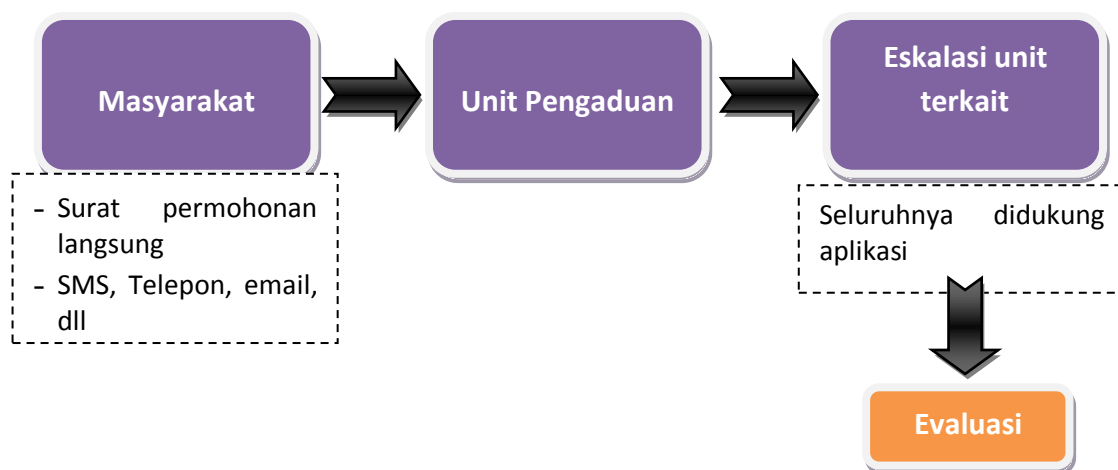 Masyarakat
Unit Pengaduan
Eskalasi unit
terkait
- Surat permohonan
langsung
- SMS, Telepon, email,
dll
Seluruhnya didukung
aplikasi
Evaluasi